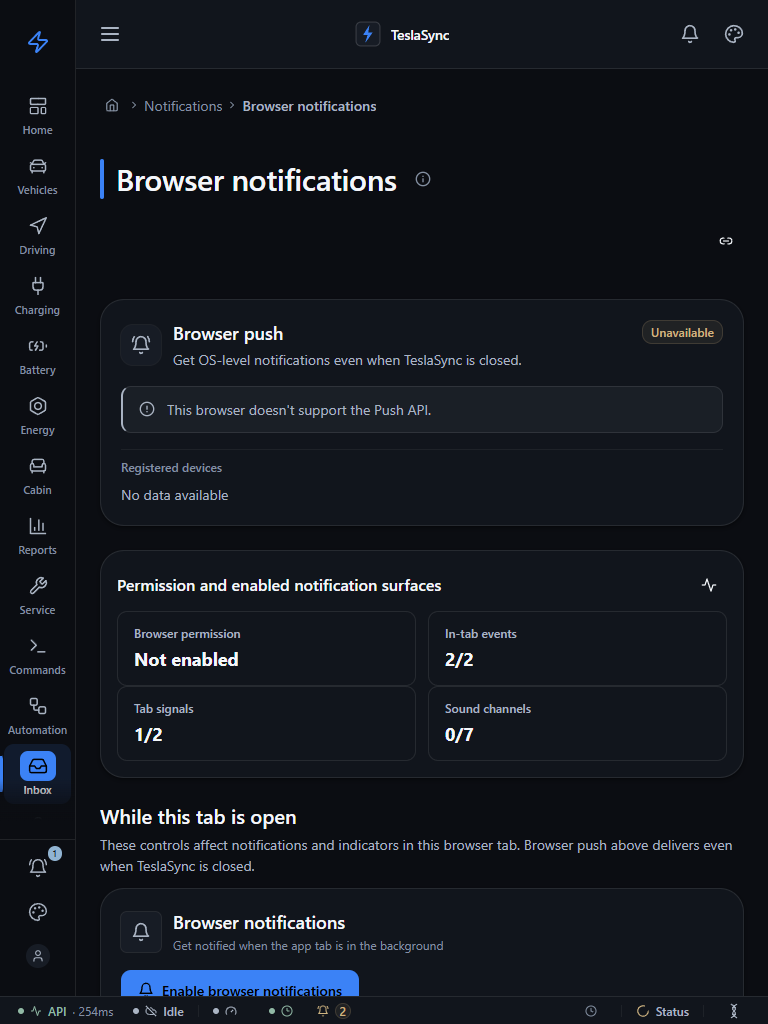 TeslaSync
Home
Vehicles
Driving
Charging
Battery
Energy
Cabin
Reports
Service
Commands
Automation
Inbox
1
Notifications
Browser notifications
Browser notifications
Browser push
Unavailable
Get OS-level notifications even when TeslaSync is closed.
This browser doesn't support the Push API.
Registered devices
No data available
Permission and enabled notification surfaces
Browser permission
Not enabled
In-tab events
2/2
Tab signals
1/2
Sound channels
0/7
While this tab is open
These controls affect notifications and indicators in this browser tab. Browser push above delivers even
when TeslaSync is closed.
Browser notifications
Get notified when the app tab is in the background
Enable browser notifications
API · 254ms
Idle
2
Status